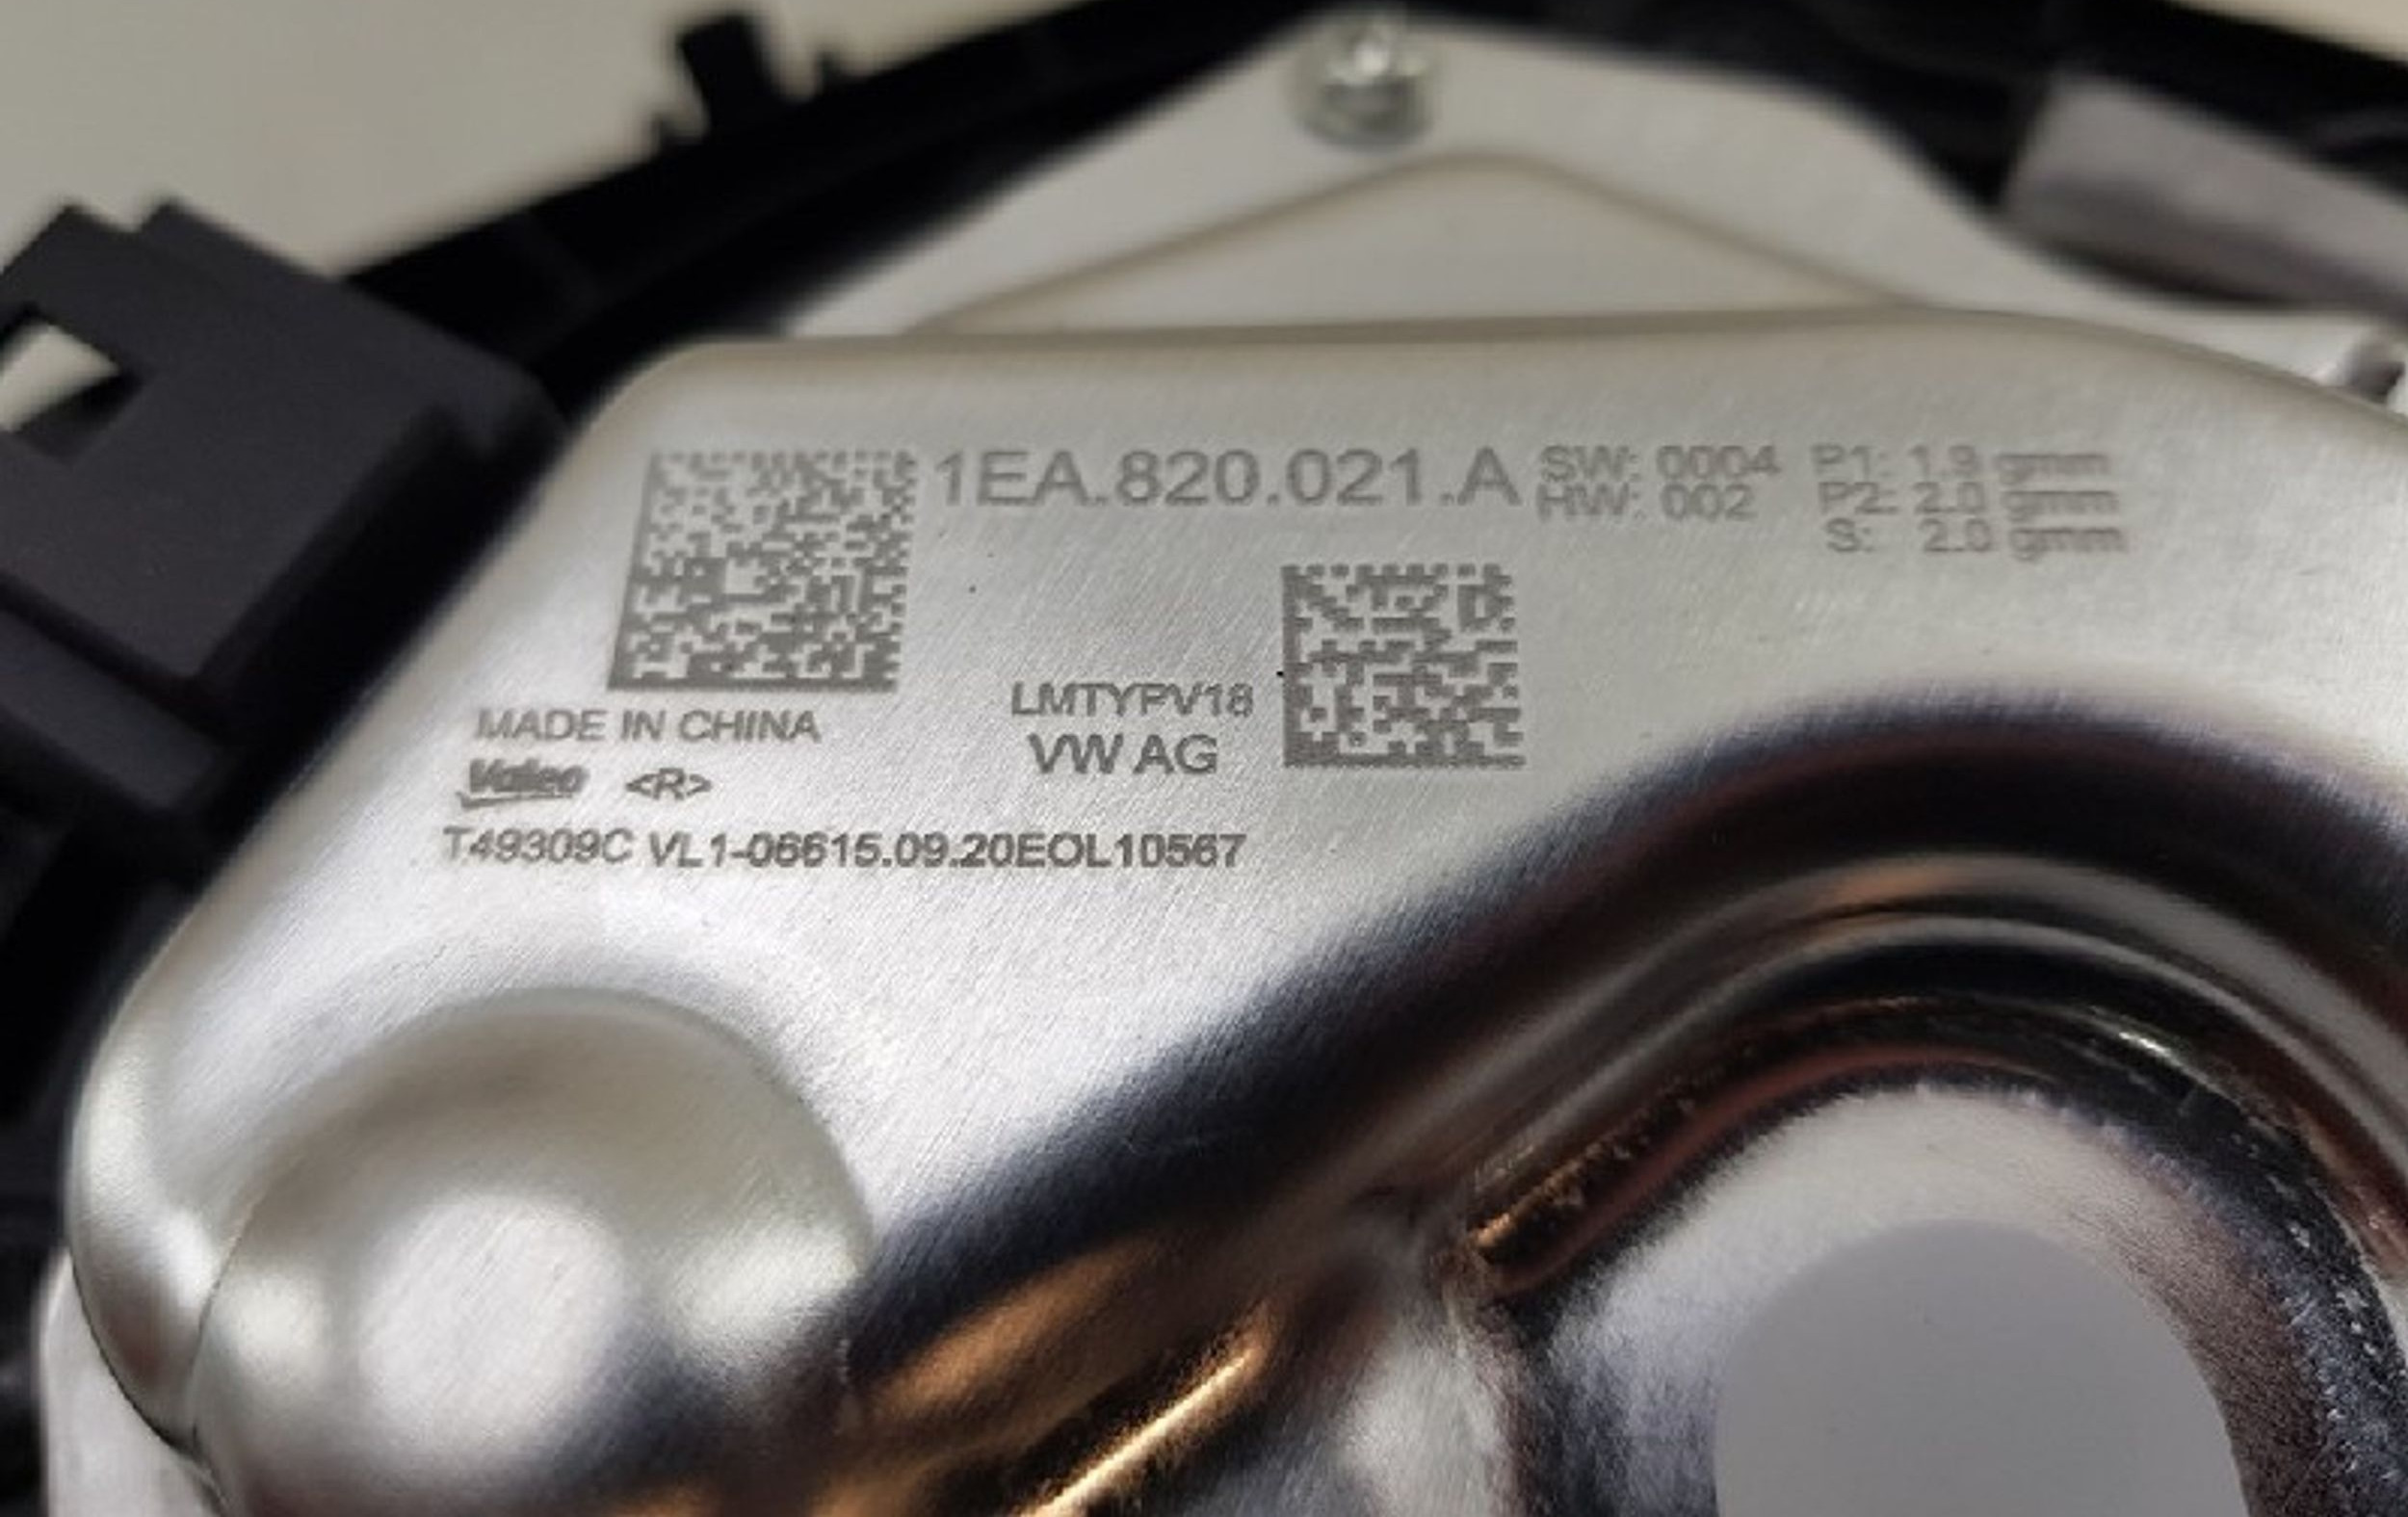 1EA.820.021.A
SW: 0004
HW: 002
P1: 1.9 gmm
P2: 2.0 gmm
S: 2.0 gmm
LMTYPV18
VW AG
MADE IN CHINA
Valeo <R>
T49309C VL1-06615.09.20EOL10567